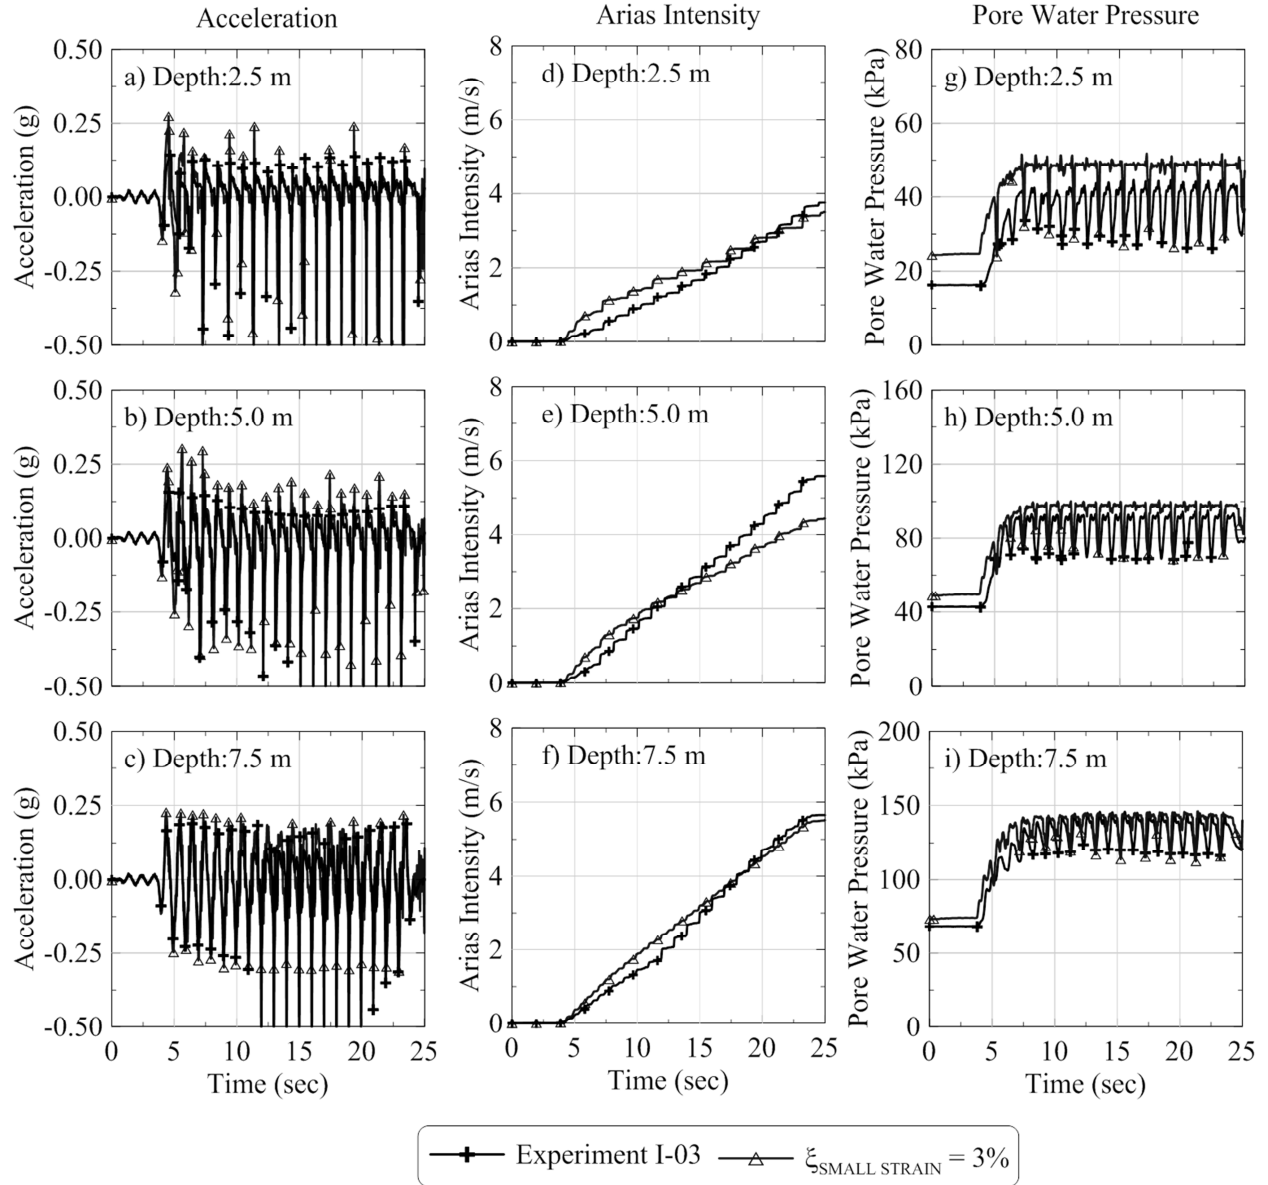 Acceleration
Arias Intensity
Pore Water Pressure
0.50
0.25
0.00
-0.25
-0.50
Acceleration (g)
a) Depth:2.5 m
8
6
4
2
0
Arias Intensity (m/s)
d) Depth:2.5 m
80
60
40
20
0
Pore Water Pressure (kPa)
g) Depth:2.5 m
0.50
0.25
0.00
-0.25
-0.50
Acceleration (g)
b) Depth:5.0 m
8
6
4
2
0
Arias Intensity (m/s)
e) Depth:5.0 m
160
120
80
40
0
Pore Water Pressure (kPa)
h) Depth:5.0 m
0.50
0.25
0.00
-0.25
-0.50
Acceleration (g)
c) Depth:7.5 m
0 5 10 15 20 25
Time (sec)
8
6
4
2
0
Arias Intensity (m/s)
f) Depth:7.5 m
0 5 10 15 20 25
Time (sec)
200
150
100
50
0
Pore Water Pressure (kPa)
i) Depth:7.5 m
0 5 10 15 20 25
Time (sec)
Experiment I-03
ξSMALL STRAIN = 3%